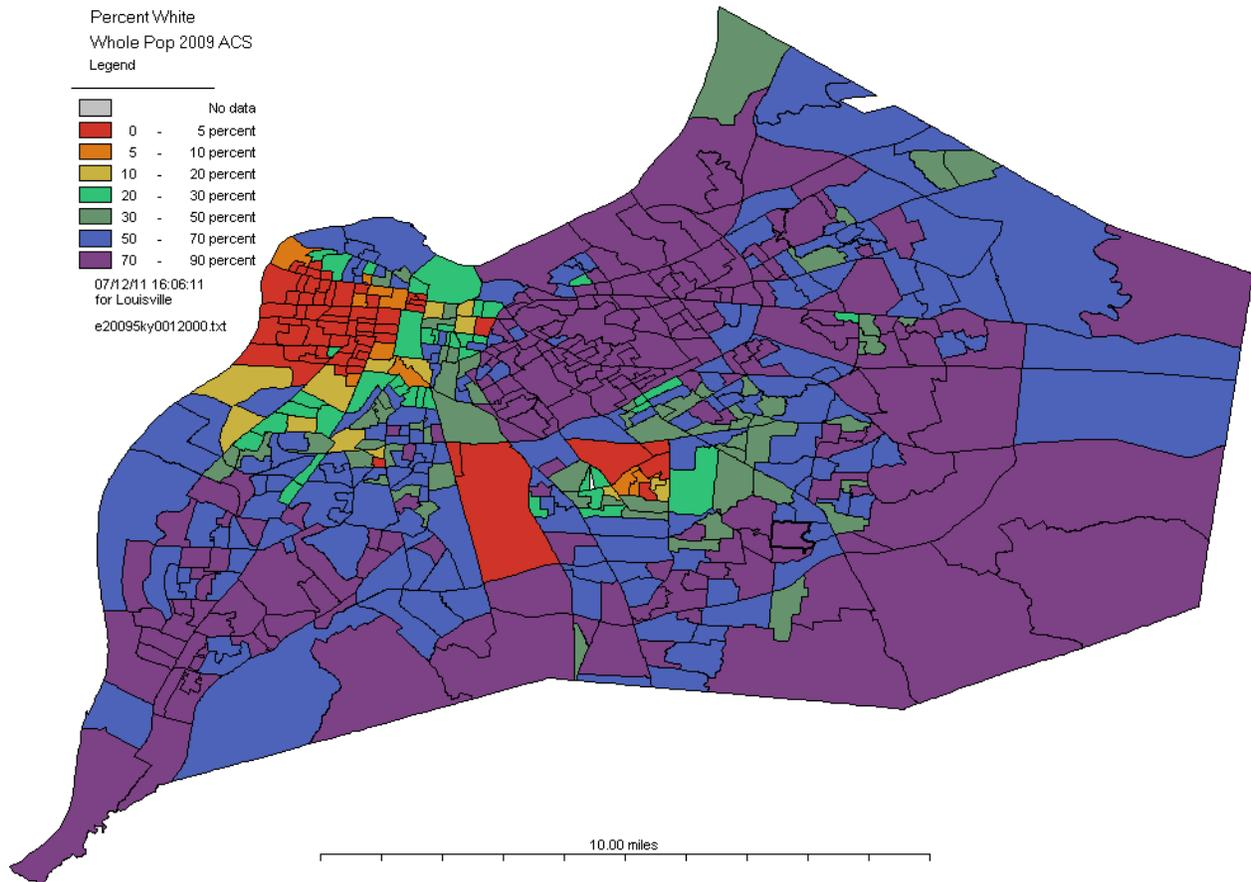 Percent White
Whole Pop 2009 ACS
Legend
No data
0 - 5 percent
5 - 10 percent
10 - 20 percent
20 - 30 percent
30 - 50 percent
50 - 70 percent
70 - 90 percent
07/12/11 16:06:11
for Louisville
e20095ky0012000.txt
10.00 miles